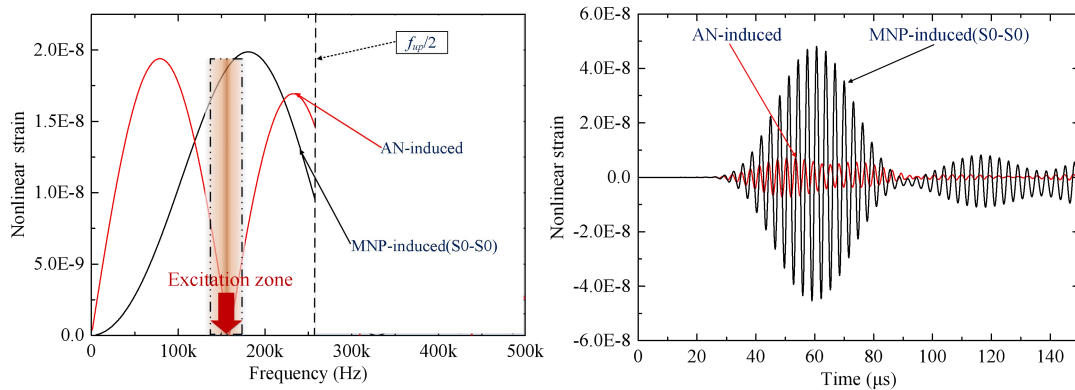 2.0E-8
1.5E-8
1.0E-8
5.0E-9
0.0
Nonlinear strain
f_up/2
AN-induced
MNP-induced(S0-S0)
Excitation zone
0
100k
200k
300k
400k
500k
Frequency (Hz)
6.0E-8
4.0E-8
2.0E-8
0.0
-2.0E-8
-4.0E-8
-6.0E-8
Nonlinear strain
AN-induced
MNP-induced(S0-S0)
0
20
40
60
80
100
120
140
Time (μs)